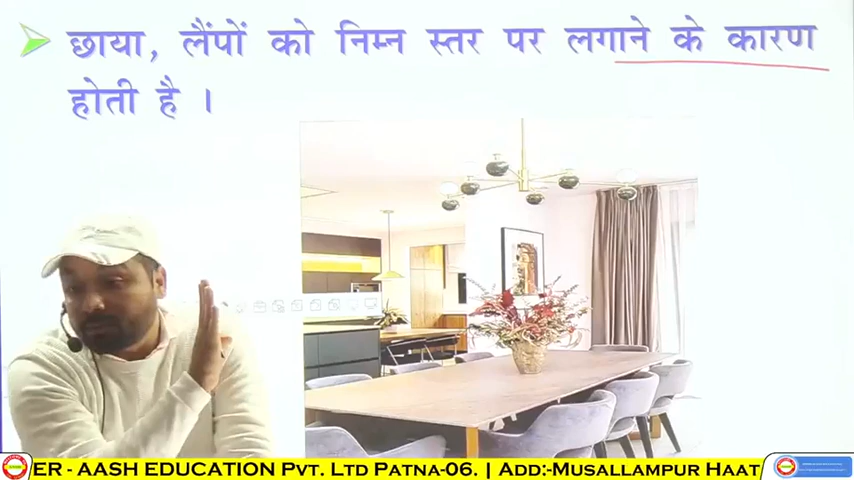 छाया, लैंपों को निम्न स्तर पर लगाने के कारण
होती है ।
ER - AASH EDUCATION PVT. LTD PATNA-06. | ADD:-MUSALLAMPUR HAAT